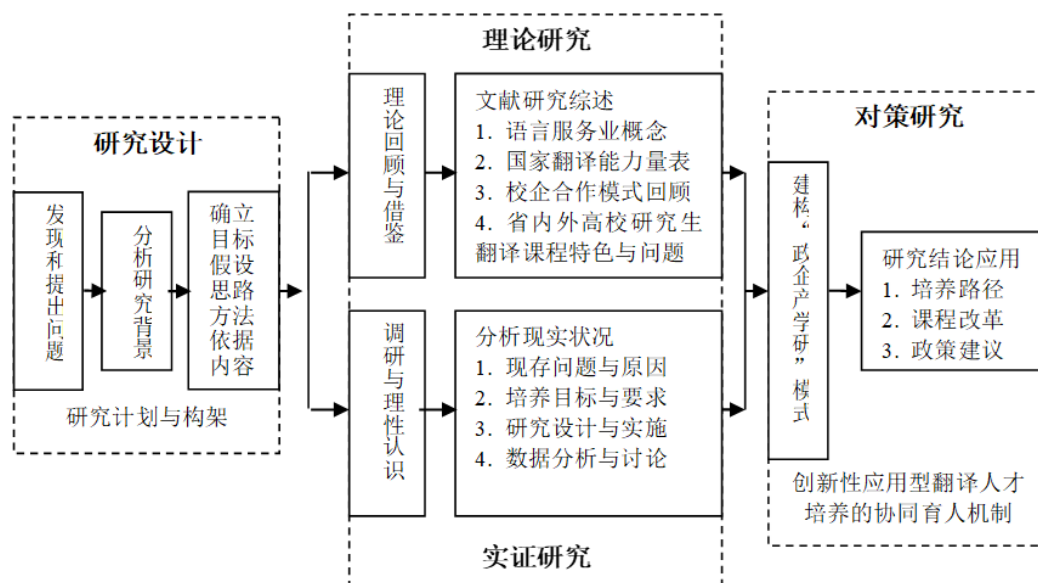 研究设计
发现和提出问题
分析研究背景
确立
目标
假设
思路
方法
依据
内容
研究计划与构架
理论研究
理论回顾与借鉴
文献研究综述
1. 语言服务业概念
2. 国家翻译能力量表
3. 校企合作模式回顾
4. 省内外高校研究生
翻译课程特色与问题
调研与理性认识
分析现实状况
1. 现存问题与原因
2. 培养目标与要求
3. 研究设计与实施
4. 数据分析与讨论
实证研究
对策研究
建构“政企产学研”模式
研究结论应用
1. 培养路径
2. 课程改革
3. 政策建议
创新性应用型翻译人才
培养的协同育人机制